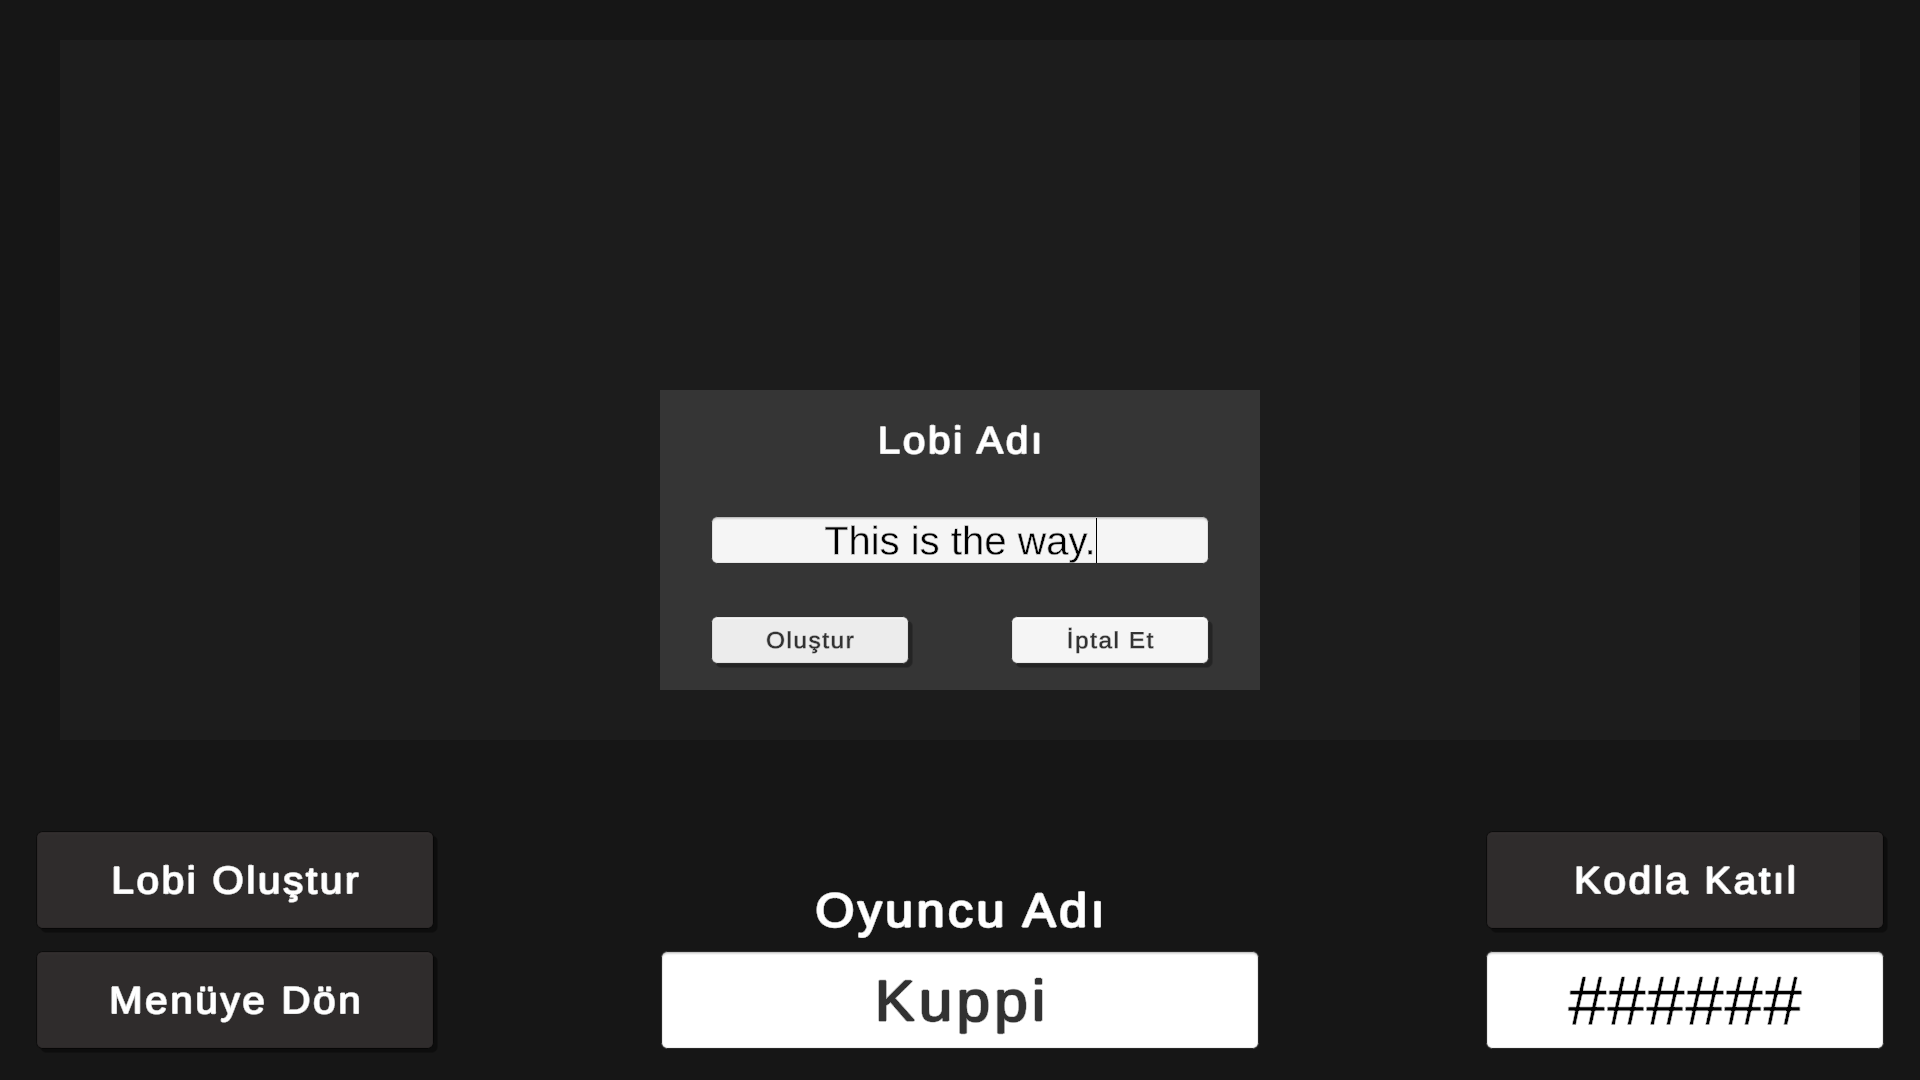 Lobi Adı
This is the way.
Oluştur
İptal Et
Lobi Oluştur
Menüye Dön
Oyuncu Adı
Kuppi
Kodla Katıl
######